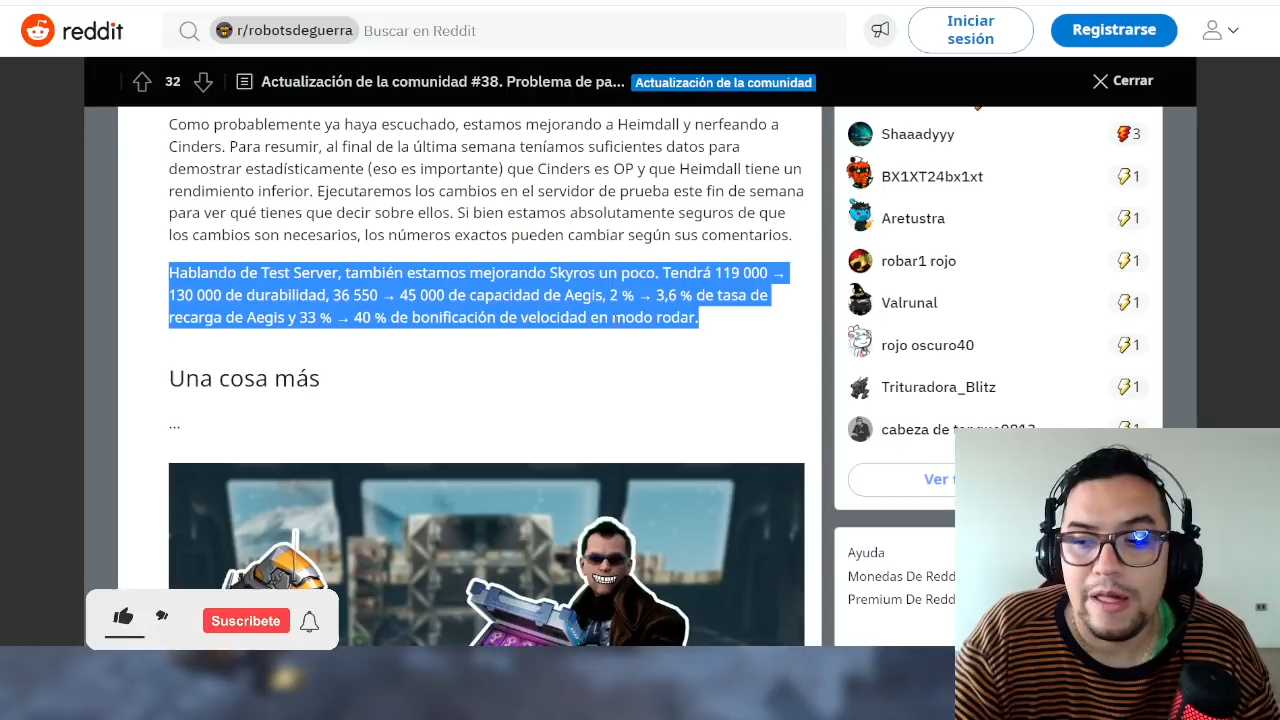 reddit
r/robotsdeguerra
Buscar en Reddit
Iniciar sesión
Registrarse
32
Actualización de la comunidad #38. Problema de pa...
Actualización de la comunidad
Cerrar
Como probablemente ya haya escuchado, estamos mejorando a Heimdall y nerfeando a
Cinders. Para resumir, al final de la última semana teníamos suficientes datos para
demostrar estadísticamente (eso es importante) que Cinders es OP y que Heimdall tiene un
rendimiento inferior. Ejecutaremos los cambios en el servidor de prueba este fin de semana
para ver qué tienes que decir sobre ellos. Si bien estamos absolutamente seguros de que
los cambios son necesarios, los números exactos pueden cambiar según sus comentarios.
Hablando de Test Server, también estamos mejorando Skyros un poco. Tendrá 119 000 →
130 000 de durabilidad, 36 550 → 45 000 de capacidad de Aegis, 2 % → 3,6 % de tasa de
recarga de Aegis y 33 % → 40 % de bonificación de velocidad en modo rodar.
Una cosa más
...
Shaaadyyy
3
BX1XT24bx1xt
1
Aretustra
1
robar1 rojo
1
Valrunal
1
rojo oscuro40
1
Trituradora_Blitz
1
cabeza de
Ver
Ayuda
Monedas De Redd
Premium De Redd
Suscribete